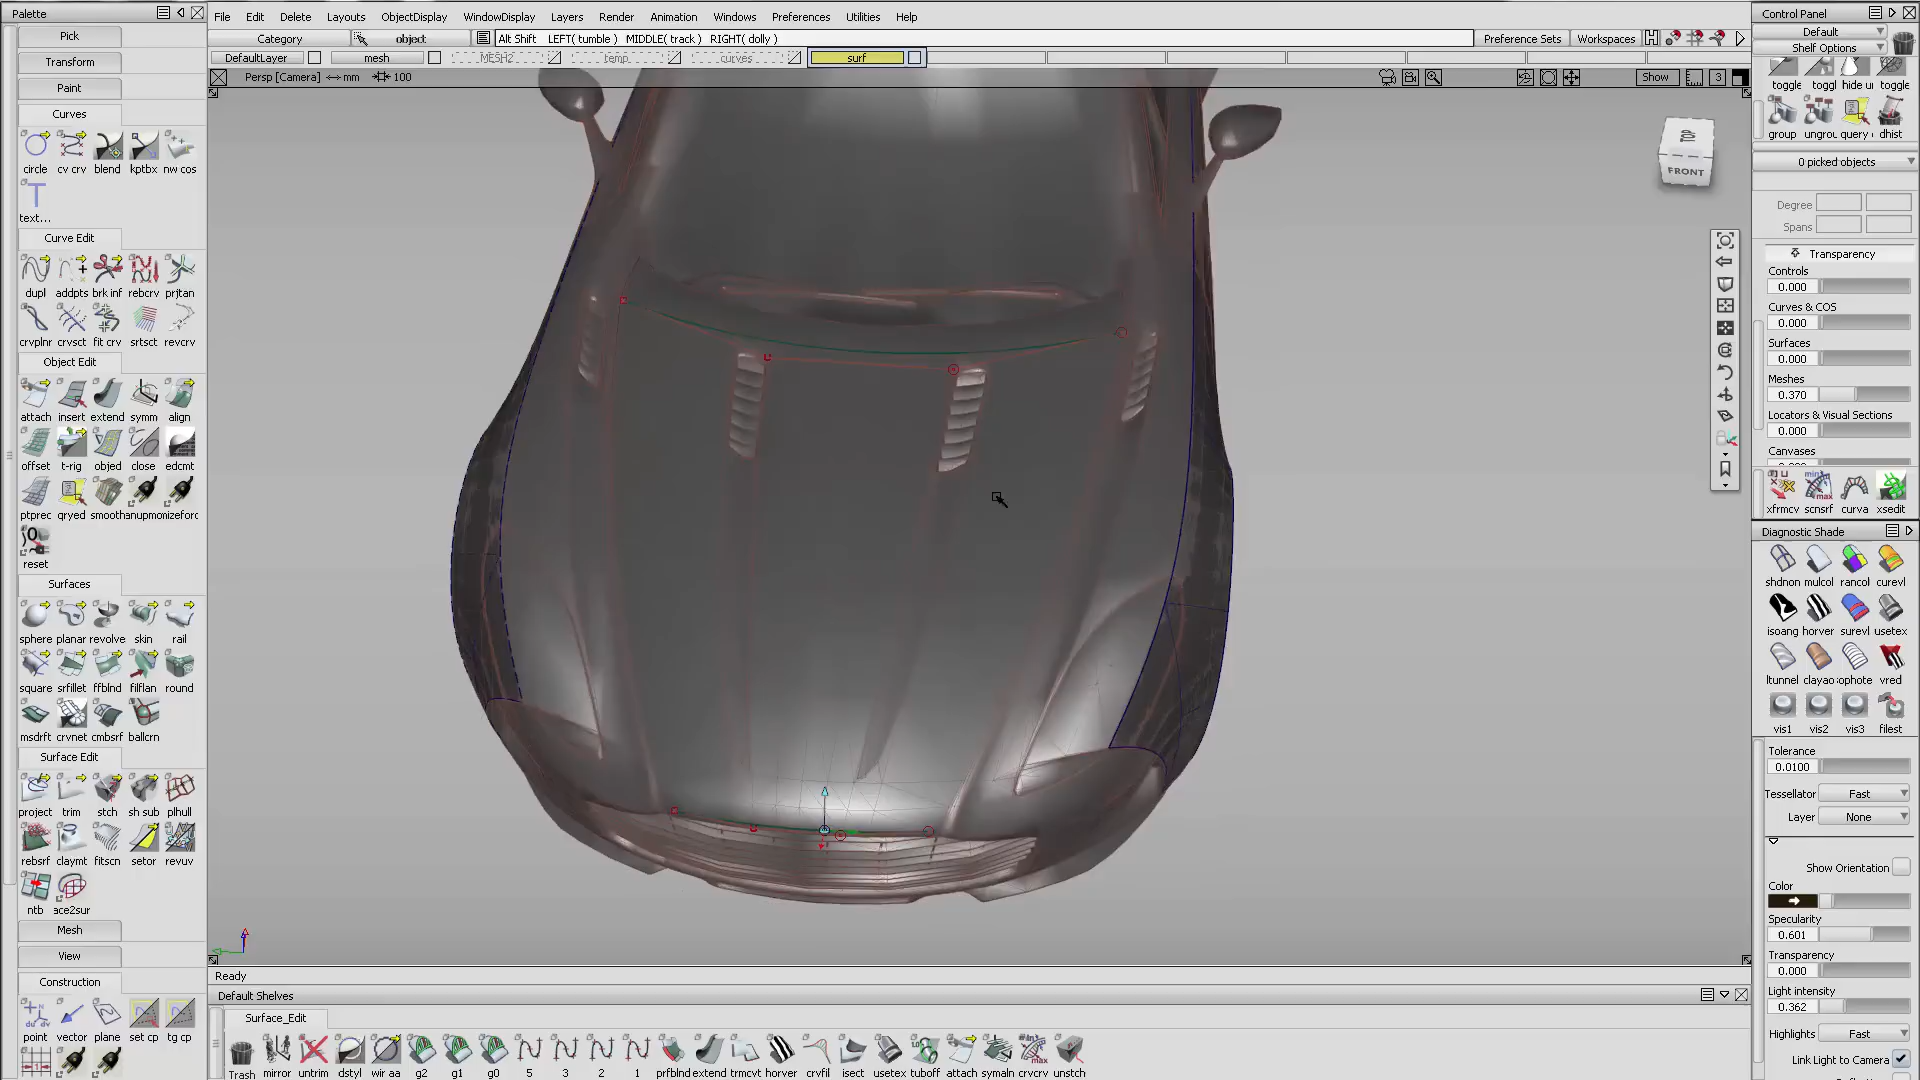 Palette
Pick
Transform
Paint
Curves
circle cv crv blend kptbx nw cos
text...
Curve Edit
dupl addpts brk inf rebcrv prjtan
crvplnr crvsct fit crv srtsct revcrv
Object Edit
attach insert extend symm align
offset t-rig objed close edcmt
ptprec qryed smooth anupmo nizeforc
reset
Surfaces
sphere planar revolve skin rail
square srfillet ffblnd filflan round
msdrft crvnet cmbsrf ballcrn
Surface Edit
project trim stch sh sub plhull
rebsrf claymt fitscn setor revuv
ntb ace2sur
Mesh
View
Construction
point vector plane set cp tg cp
File Edit Delete Layouts ObjectDisplay WindowDisplay Layers Render Animation Windows Preferences Utilities Help
Category object Alt Shift LEFT( tumble ) MIDDLE( track ) RIGHT( dolly ) Preference Sets Workspaces
DefaultLayer mesh MESH2 temp curves surf
Persp [Camera] mm 100 Show 3
FRONT
Ready
Default Shelves
Surface_Edit
Trash mirror untrim dstyl wir aa g2 g1 g0 5 3 2 1 prfblnd extend trmcvt horver crvfil isect usetex tuboff attach symaln crvcrv unstch
Control Panel
Default
Shelf Options
toggle toggl hide u
group ungrou query dhist
0 picked objects
Degree
Spans
Transparency
Controls
0.000
Curves & COS
0.000
Surfaces
0.000
Meshes
0.370
Locators & Visual Sections
0.000
Canvases
xfrmcv scnsrf curva xsedit
Diagnostic Shade
shdnon mulcol rancol curevl
isoang horver surevl usetex
ltunnel clayao ophote vred
vis1 vis2 vis3 filest
Tolerance
0.0100
Tessellator Fast
Layer None
Show Orientation
Color
Specularity
0.601
Transparency
0.000
Light intensity
0.362
Highlights Fast
Link Light to Camera